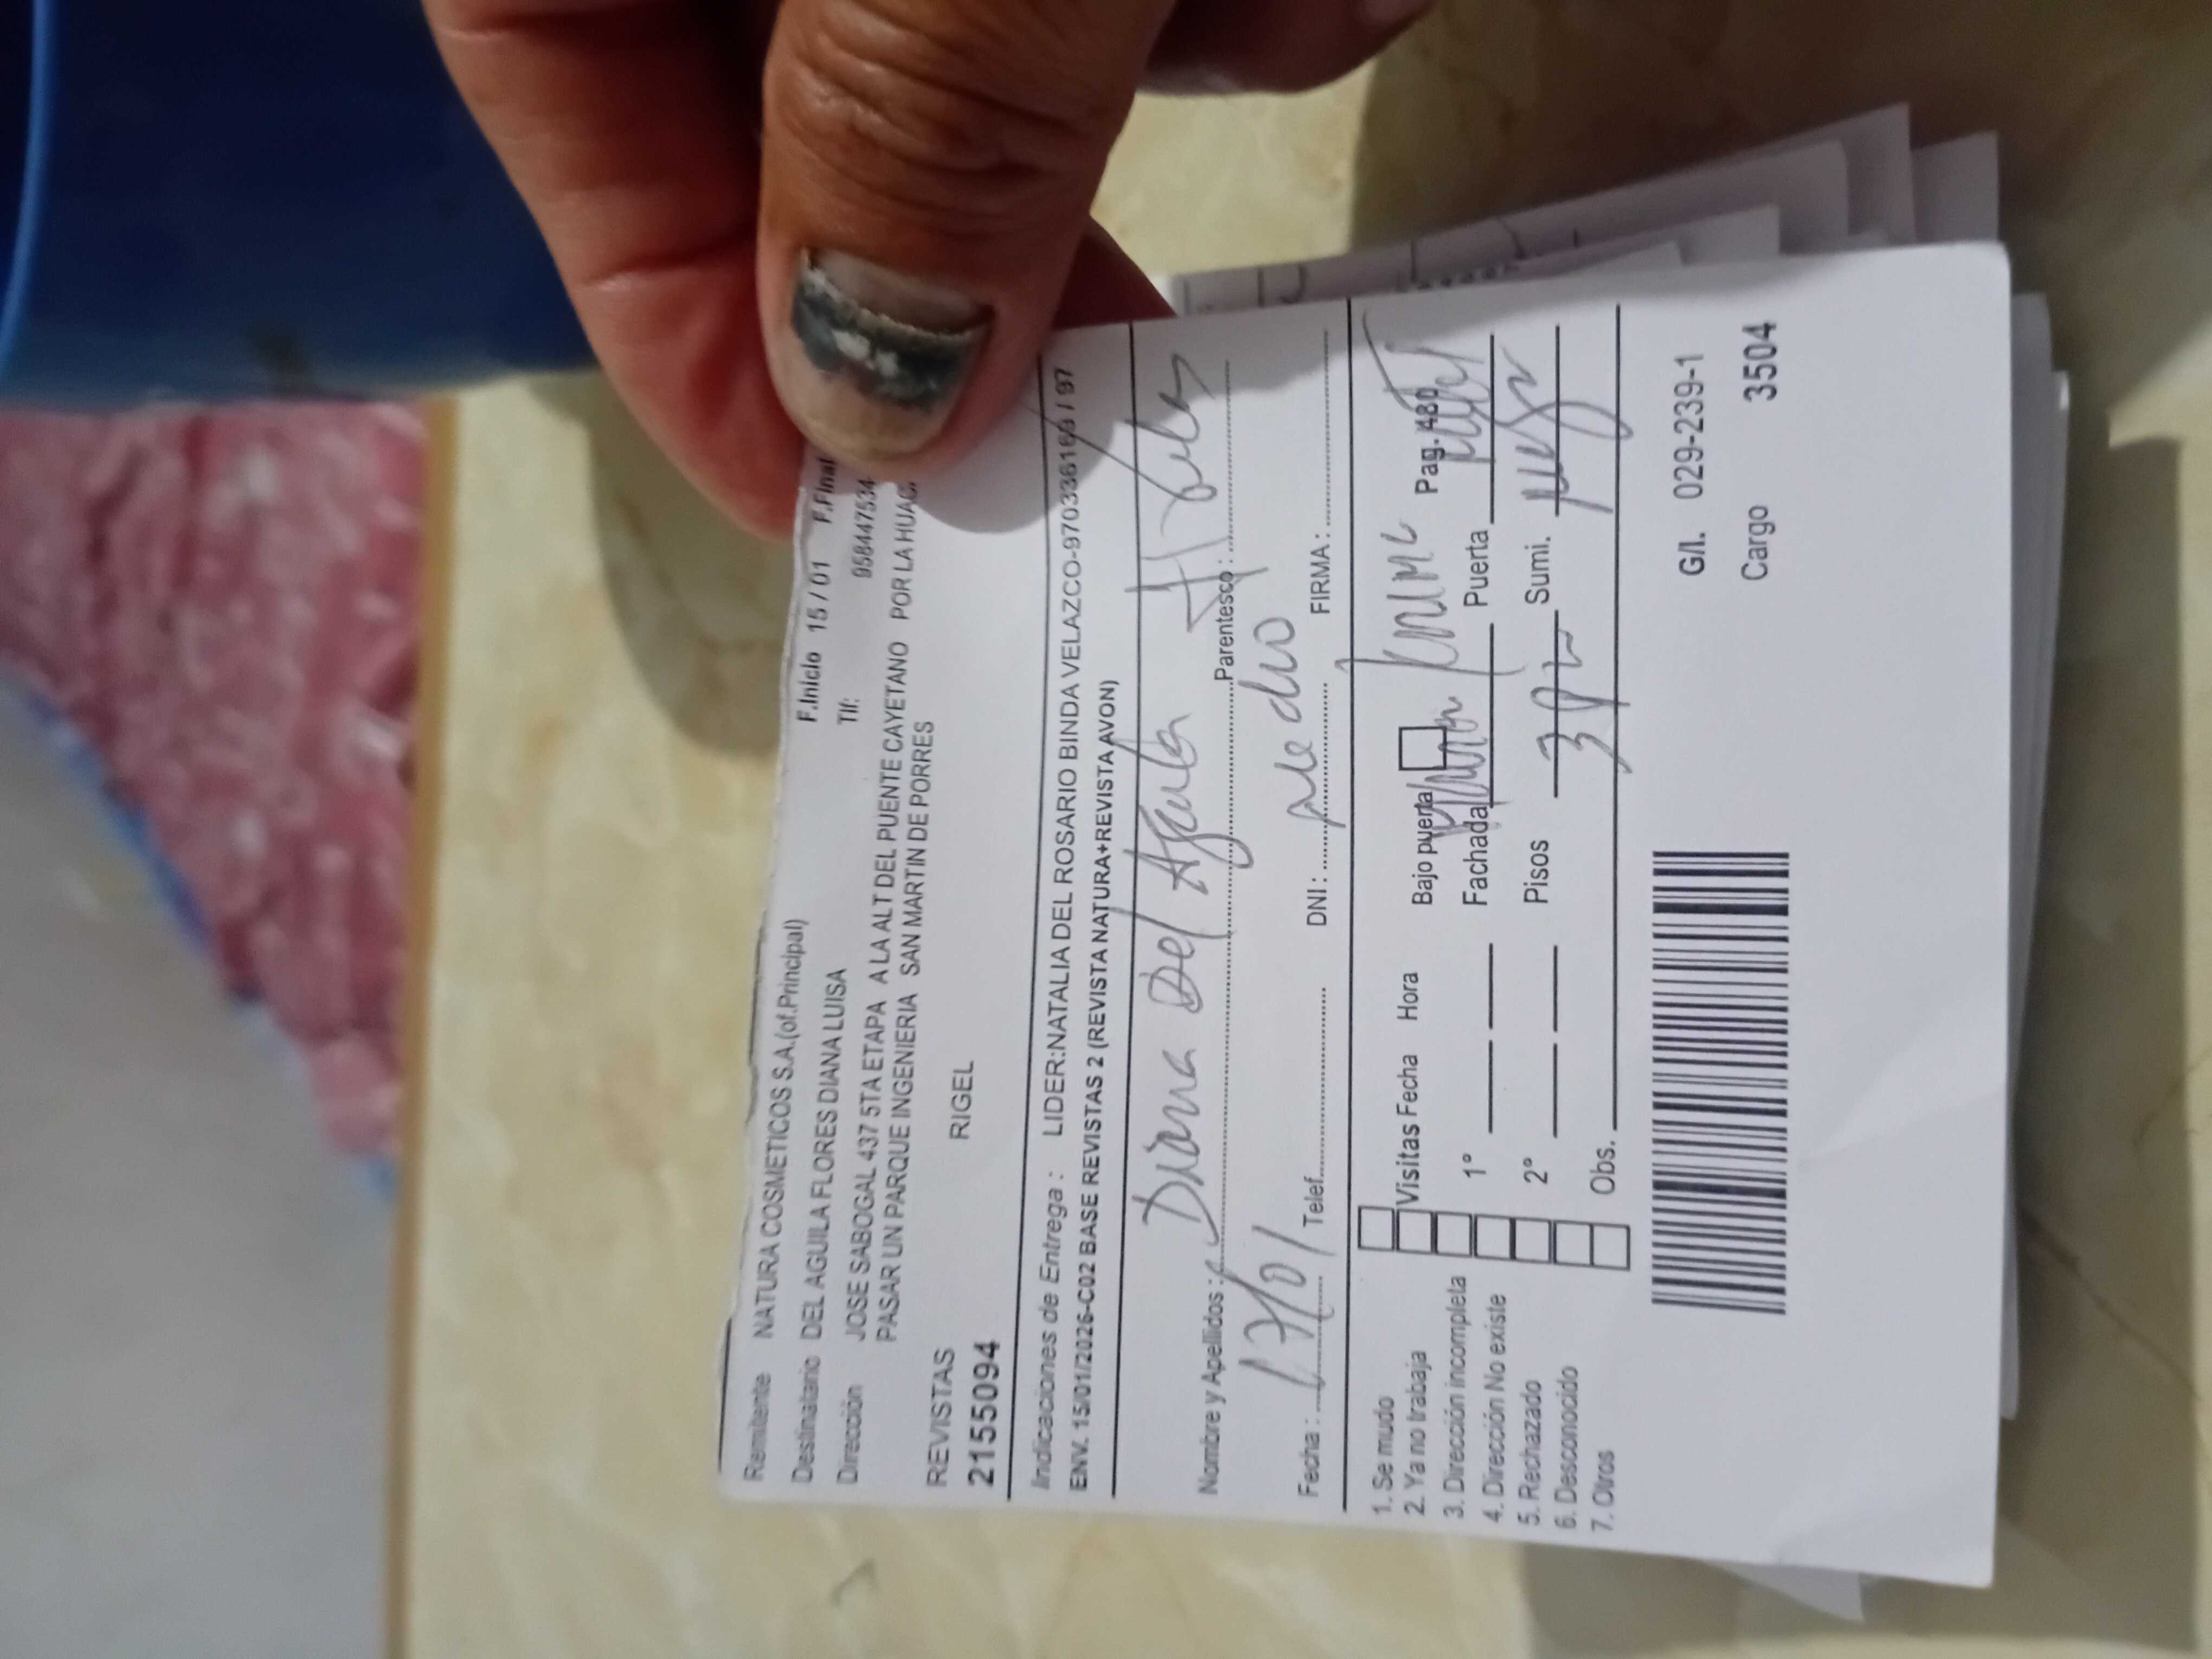 Remitente NATURA COSMETICOS S.A.(of.Principal)
Destinatario DEL AGUILA FLORES DIANA LUISA F.Inicio 15 / 01 F.Final
Dirección JOSE SABOGAL 437 5TA ETAPA A LA ALT DEL PUENTE CAYETANO POR LA HUAC
Tlf: 958447534
PASAR UN PARQUE INGENIERIA SAN MARTIN DE PORRES
REVISTAS RIGEL
2155094
Indicaciones de Entrega : LIDER:NATALIA DEL ROSARIO BINDA VELAZCO-970336169 / 97
ENV. 15/01/2026-C02 BASE REVISTAS 2 (REVISTA NATURA+REVISTA AVON)
Nombre y Apellidos : Diana Del Aguila Parentesco :
Fecha : 17/01 Telef. DNI : FIRMA :
1. Se mudo
2. Ya no trabaja
3. Dirección incompleta
4. Dirección No existe
5. Rechazado
6. Desconocido
7. Otros
Visitas Fecha Hora Bajo puerta Pag. 480
1° Fachada Puerta
2° Pisos 3 Sumi.
Obs.
G/l. 029-239-1
Cargo 3504